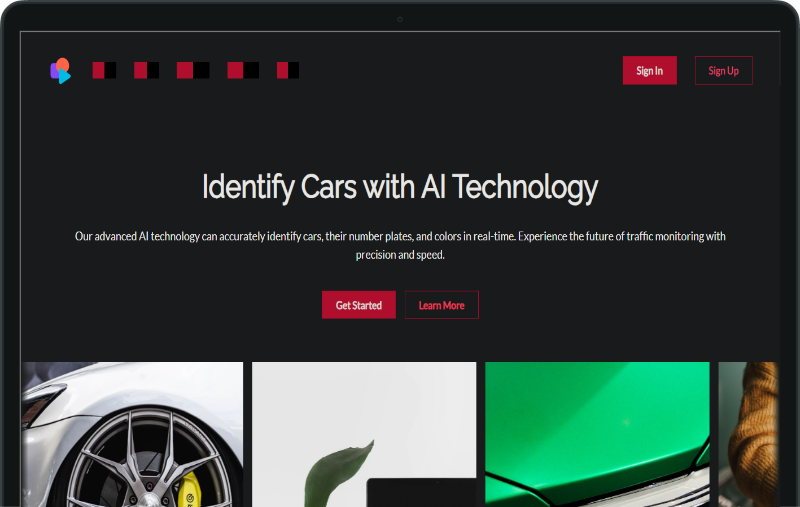 Sign In
Sign Up
Identify Cars with AI Technology
Our advanced AI technology can accurately identify cars, their number plates, and colors in real-time. Experience the future of traffic monitoring with
precision and speed.
Get Started
Learn More